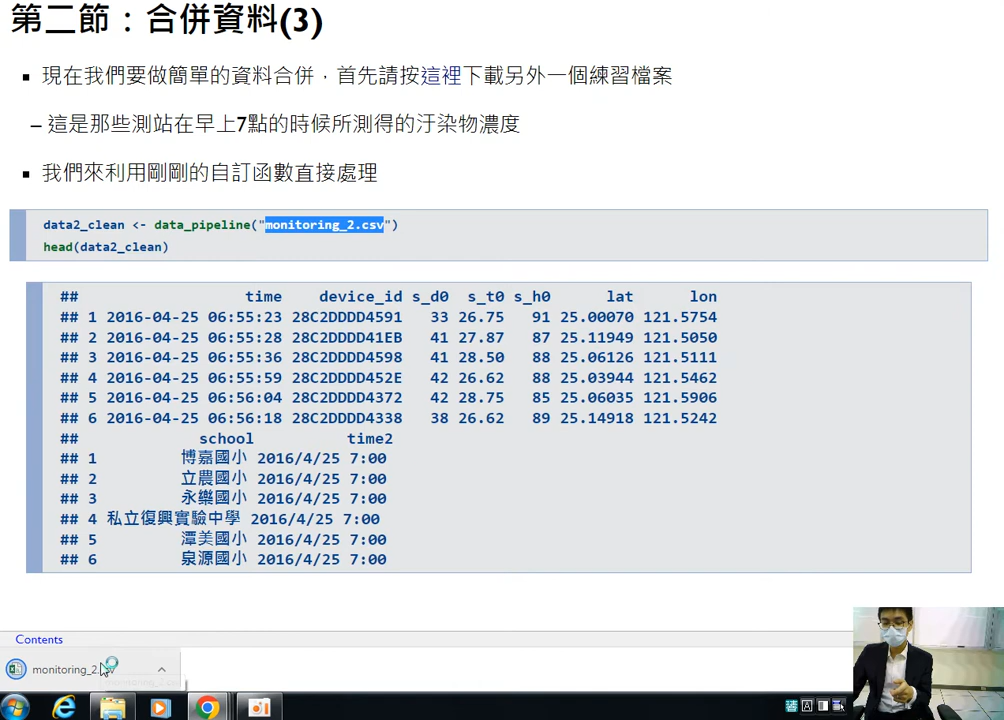 第二節：合併資料(3)
▪ 現在我們要做簡單的資料合併，首先請按這裡下載另外一個練習檔案
– 這是那些測站在早上7點的時候所測得的汙染物濃度
▪ 我們來利用剛剛的自訂函數直接處理
data2_clean <- data_pipeline("monitoring_2.csv")
head(data2_clean)
## time device_id s_d0 s_t0 s_h0 lat lon
## 1 2016-04-25 06:55:23 28C2DDDD4591 33 26.75 91 25.00070 121.5754
## 2 2016-04-25 06:55:28 28C2DDDD41EB 41 27.87 87 25.11949 121.5050
## 3 2016-04-25 06:55:36 28C2DDDD4598 41 28.50 88 25.06126 121.5111
## 4 2016-04-25 06:55:59 28C2DDDD452E 42 26.62 88 25.03944 121.5462
## 5 2016-04-25 06:56:04 28C2DDDD4372 42 28.75 85 25.06035 121.5906
## 6 2016-04-25 06:56:18 28C2DDDD4338 38 26.62 89 25.14918 121.5242
## school time2
## 1 博嘉國小 2016/4/25 7:00
## 2 立農國小 2016/4/25 7:00
## 3 永樂國小 2016/4/25 7:00
## 4 私立復興實驗中學 2016/4/25 7:00
## 5 潭美國小 2016/4/25 7:00
## 6 泉源國小 2016/4/25 7:00
Contents
monitoring_2.csv